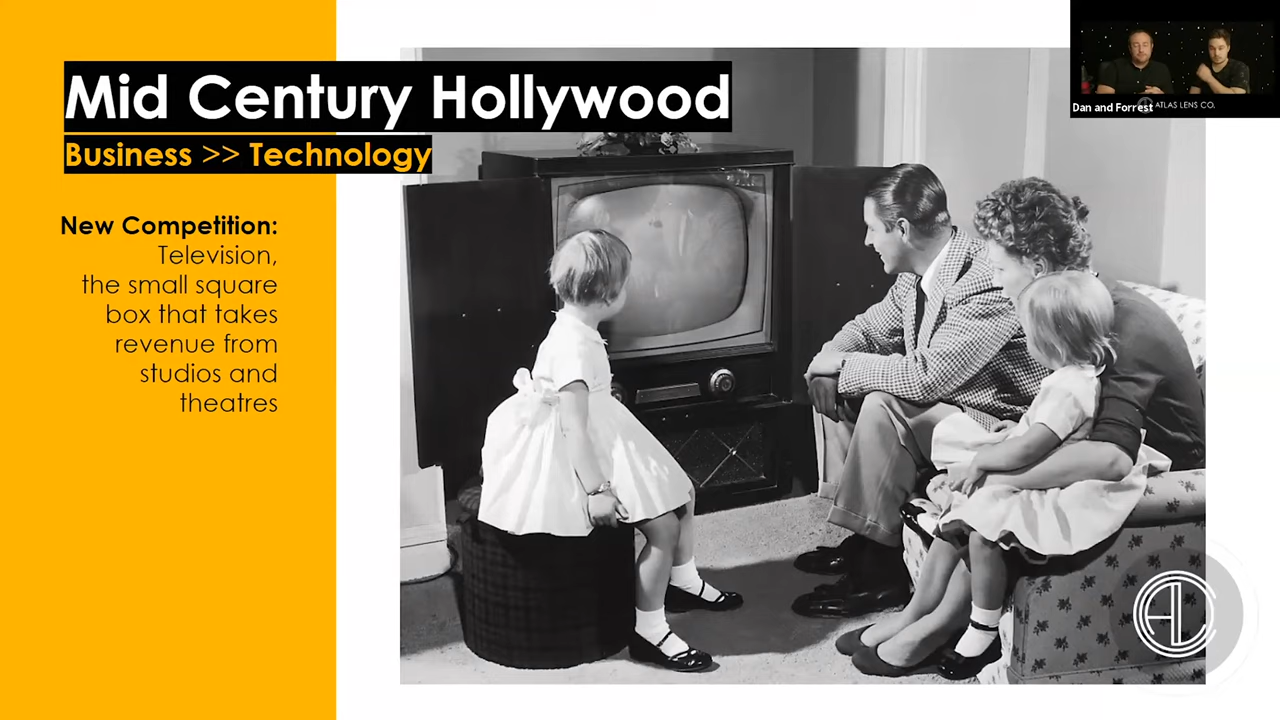 Mid Century Hollywood
Business >> Technology
New Competition:
Television,
the small square
box that takes
revenue from
studios and
theatres
Dan and Forrest
ATLAS LENS CO.
ALC